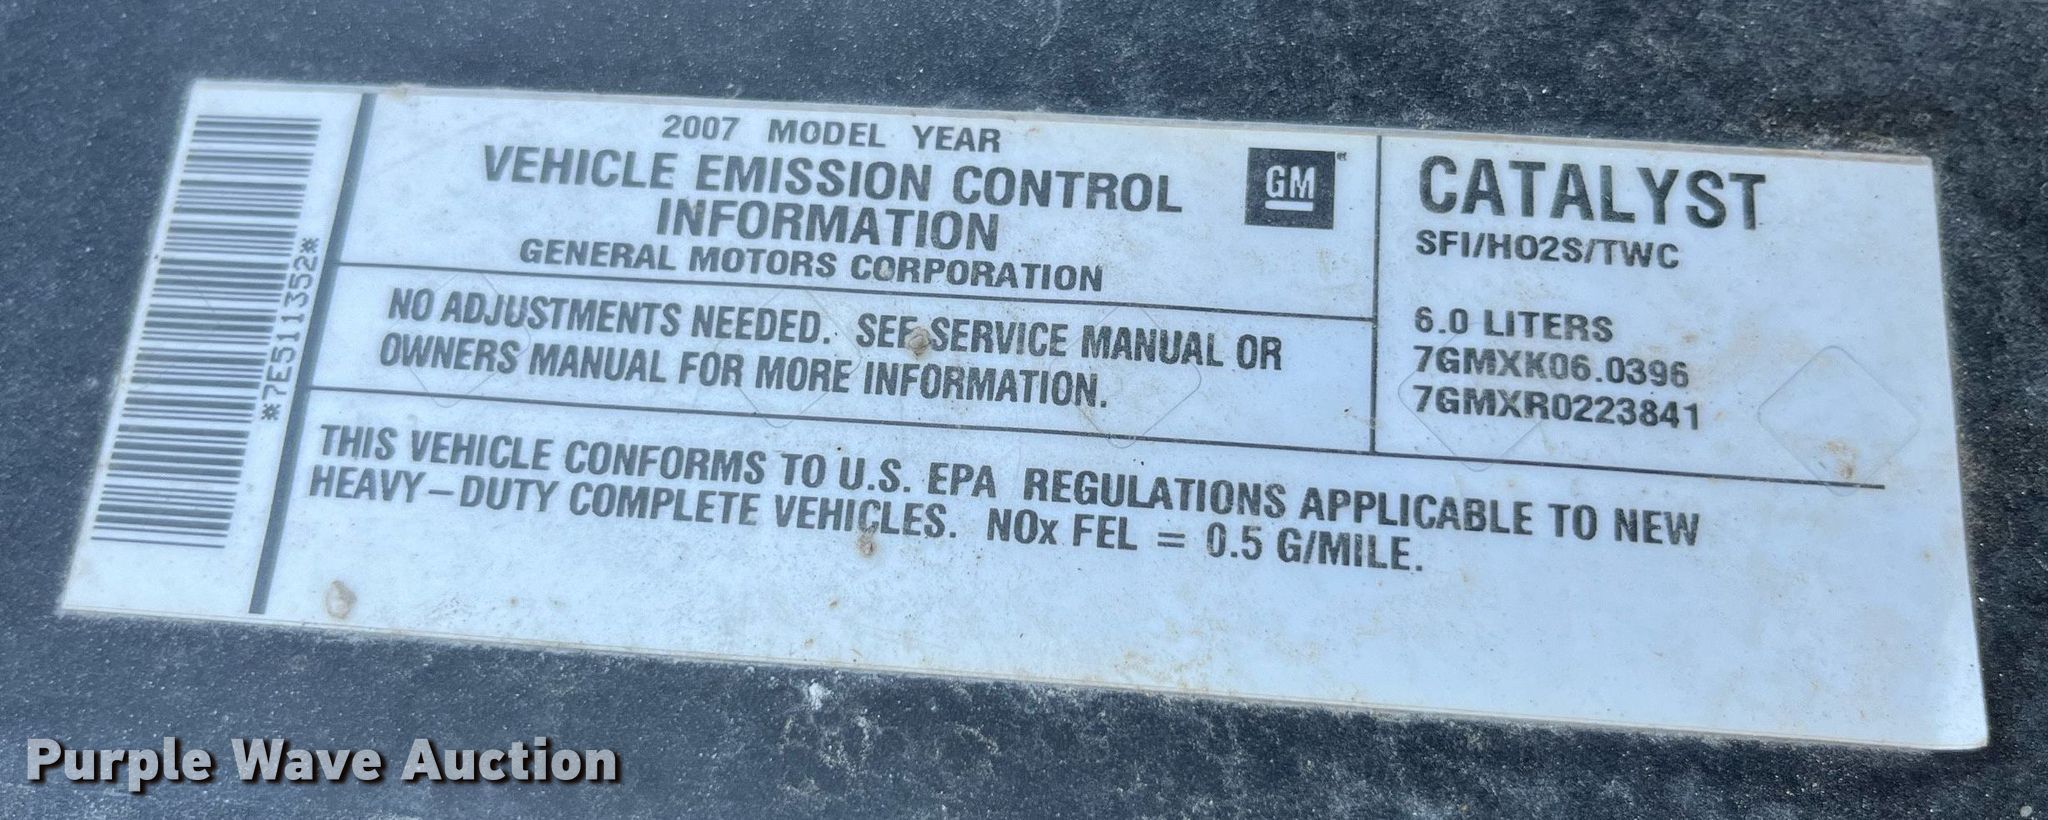 2007 MODEL YEAR
VEHICLE EMISSION CONTROL
INFORMATION
GENERAL MOTORS CORPORATION
GM
NO ADJUSTMENTS NEEDED. SEE SERVICE MANUAL OR
OWNERS MANUAL FOR MORE INFORMATION.
CATALYST
SFI/HO2S/TWC
6.0 LITERS
7GMXK06.0396
7GMXR0223841
THIS VEHICLE CONFORMS TO U.S. EPA REGULATIONS APPLICABLE TO NEW
HEAVY-DUTY COMPLETE VEHICLES. NOx FEL = 0.5 G/MILE.
*7E5113552*
Purple Wave Auction